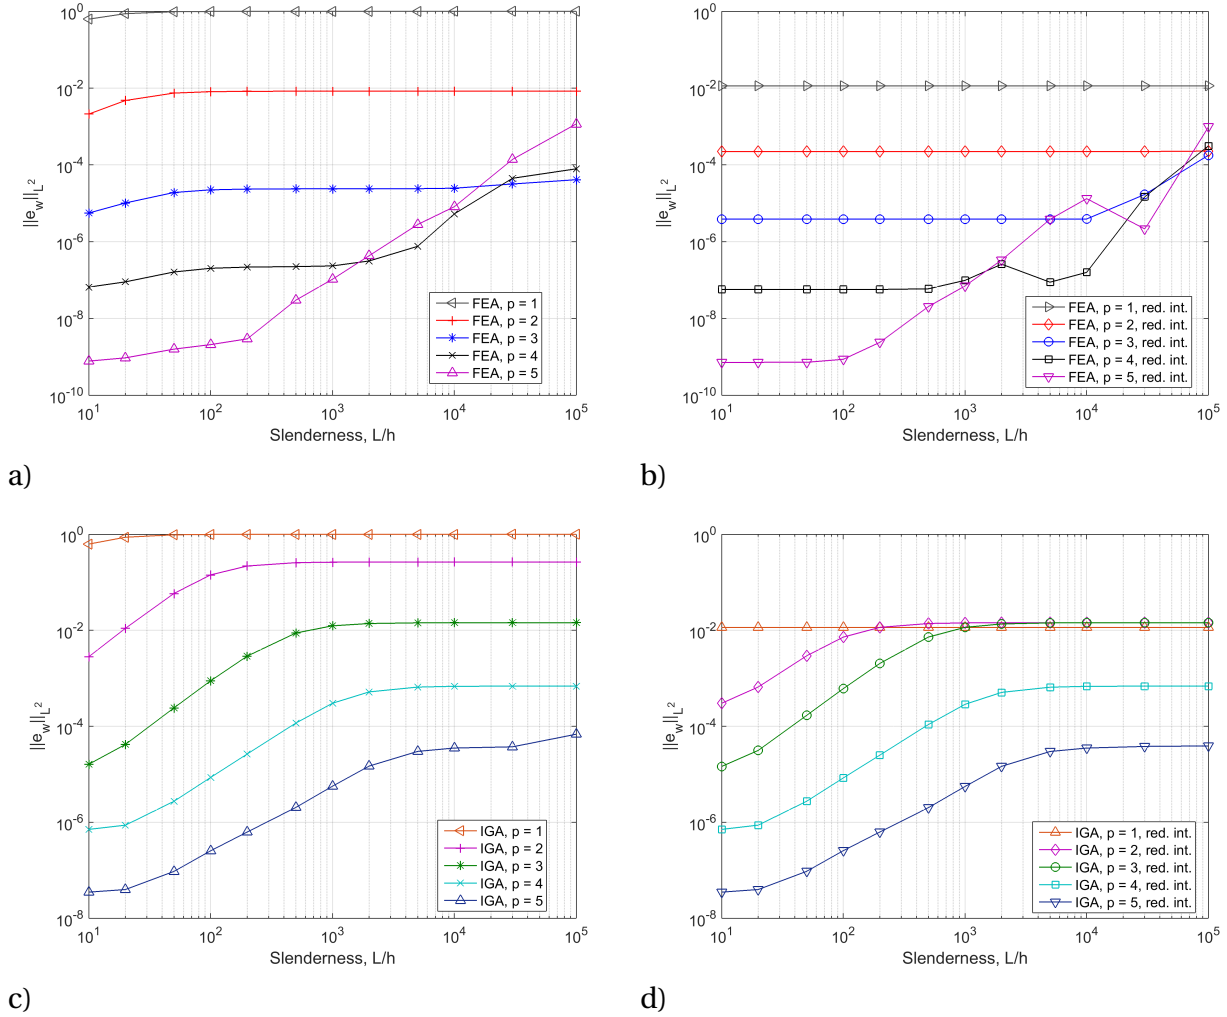 10^0
10^-2
10^-4
10^-6
10^-8
10^-10
||e_w||_L^2
FEA, p = 1
FEA, p = 2
FEA, p = 3
FEA, p = 4
FEA, p = 5
10^1 10^2 10^3 10^4 10^5
Slenderness, L/h
a)
10^0
10^-2
10^-4
10^-6
10^-8
10^-10
||e_w||_L^2
FEA, p = 1, red. int.
FEA, p = 2, red. int.
FEA, p = 3, red. int.
FEA, p = 4, red. int.
FEA, p = 5, red. int.
10^1 10^2 10^3 10^4 10^5
Slenderness, L/h
b)
10^0
10^-2
10^-4
10^-6
10^-8
||e_w||_L^2
IGA, p = 1
IGA, p = 2
IGA, p = 3
IGA, p = 4
IGA, p = 5
10^1 10^2 10^3 10^4 10^5
Slenderness, L/h
c)
10^0
10^-2
10^-4
10^-6
10^-8
||e_w||_L^2
IGA, p = 1, red. int.
IGA, p = 2, red. int.
IGA, p = 3, red. int.
IGA, p = 4, red. int.
IGA, p = 5, red. int.
10^1 10^2 10^3 10^4 10^5
Slenderness, L/h
d)